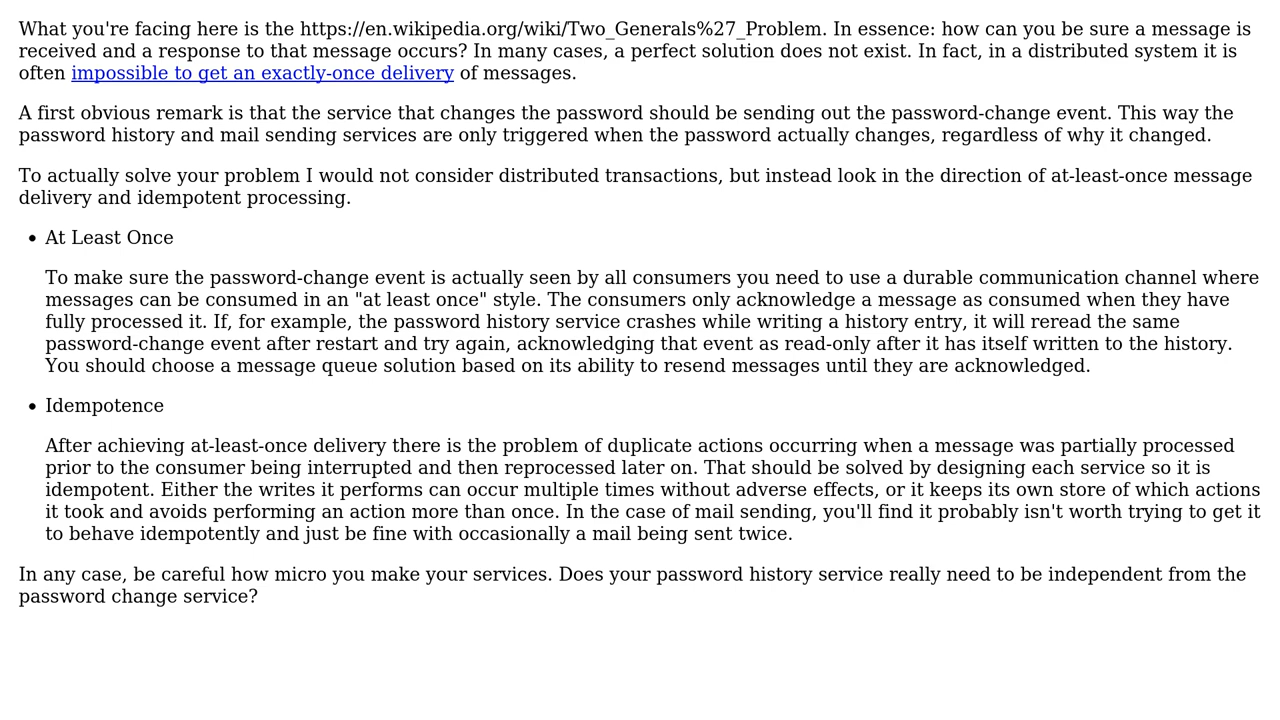 What you're facing here is the https://en.wikipedia.org/wiki/Two_Generals%27_Problem. In essence: how can you be sure a message is
received and a response to that message occurs? In many cases, a perfect solution does not exist. In fact, in a distributed system it is
often impossible to get an exactly-once delivery of messages.
A first obvious remark is that the service that changes the password should be sending out the password-change event. This way the
password history and mail sending services are only triggered when the password actually changes, regardless of why it changed.
To actually solve your problem I would not consider distributed transactions, but instead look in the direction of at-least-once message
delivery and idempotent processing.
• At Least Once
To make sure the password-change event is actually seen by all consumers you need to use a durable communication channel where
messages can be consumed in an "at least once" style. The consumers only acknowledge a message as consumed when they have
fully processed it. If, for example, the password history service crashes while writing a history entry, it will reread the same
password-change event after restart and try again, acknowledging that event as read-only after it has itself written to the history.
You should choose a message queue solution based on its ability to resend messages until they are acknowledged.
• Idempotence
After achieving at-least-once delivery there is the problem of duplicate actions occurring when a message was partially processed
prior to the consumer being interrupted and then reprocessed later on. That should be solved by designing each service so it is
idempotent. Either the writes it performs can occur multiple times without adverse effects, or it keeps its own store of which actions
it took and avoids performing an action more than once. In the case of mail sending, you'll find it probably isn't worth trying to get it
to behave idempotently and just be fine with occasionally a mail being sent twice.
In any case, be careful how micro you make your services. Does your password history service really need to be independent from the
password change service?